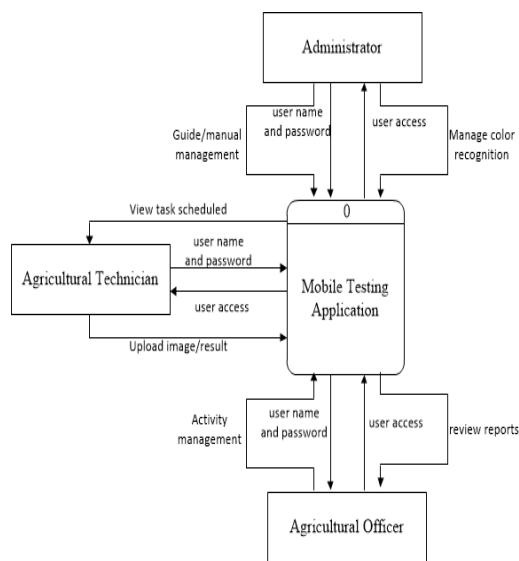 Administrator
user name
and password
user access
Guide/manual
management
Manage color
recognition
View task scheduled
0
user name
and password
Agricultural Technician
Mobile Testing
Application
user access
Upload image/result
Activity
management
user name
and password
user access
review reports
Agricultural Officer